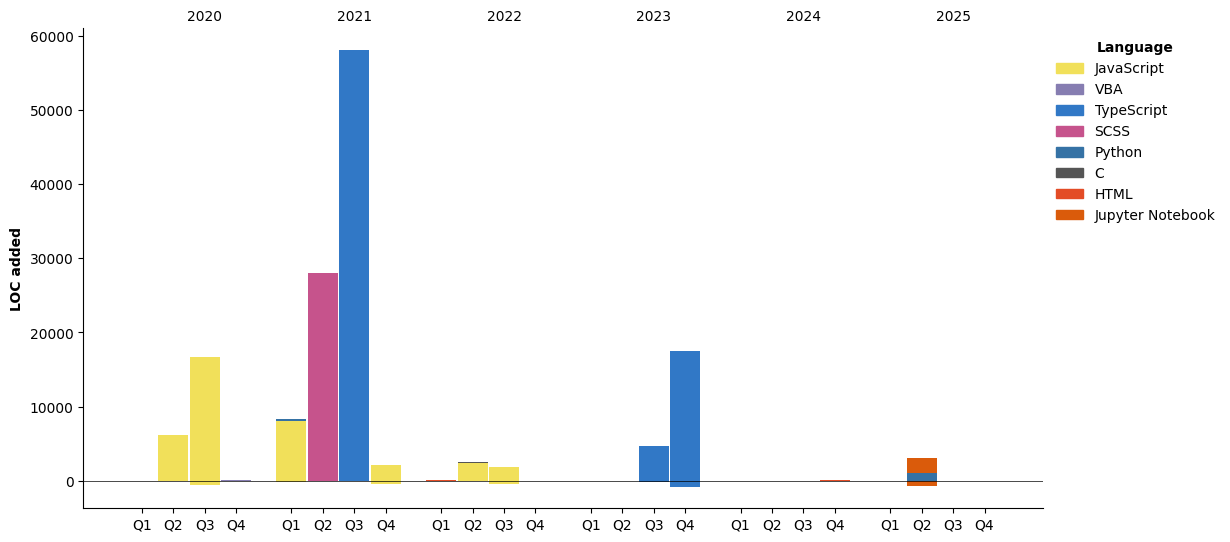 2020 2021 2022 2023 2024 2025
60000
50000
40000
30000
20000
10000
0
LOC added
Q1 Q2 Q3 Q4 Q1 Q2 Q3 Q4 Q1 Q2 Q3 Q4 Q1 Q2 Q3 Q4 Q1 Q2 Q3 Q4 Q1 Q2 Q3 Q4
Language
JavaScript
VBA
TypeScript
SCSS
Python
C
HTML
Jupyter Notebook